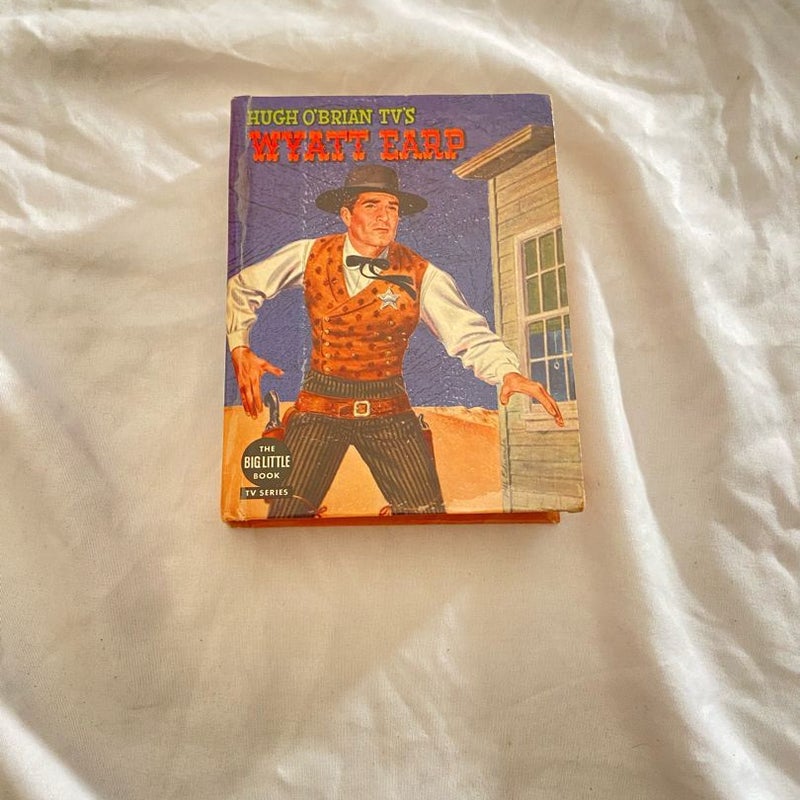 HUGH O'BRIAN TV'S
WYATT EARP
THE
BIG LITTLE
BOOK
TV SERIES